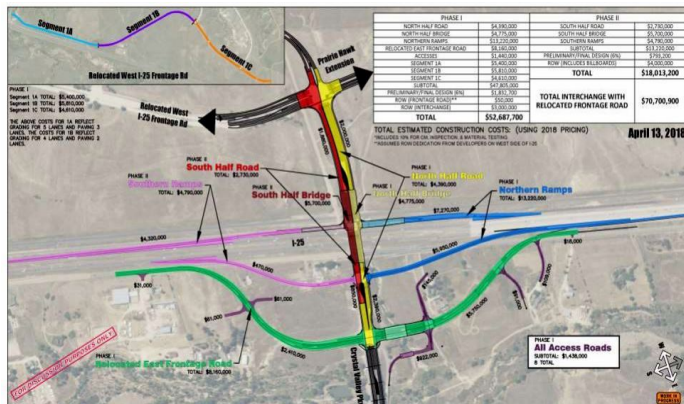 Segment 1A
Segment 1B
Segment 1C
Relocated West I-25 Frontage Rd
PHASE I
Segment 1A TOTAL: $5,400,000
Segment 1B TOTAL: $5,810,000
Segment 1C TOTAL: $4,610,000
THE ABOVE COSTS FOR 1A REFLECT
GRADING FOR 5 LANES AND PAVING 3
LANES. THE COSTS FOR 1B REFLECT
GRADING FOR 4 LANES AND PAVING 2
LANES.
Prairie Hawk
Extension
Relocated West
I-25 Frontage Rd
PHASE I
NORTH HALF ROAD
NORTH HALF BRIDGE $4,775,000
NORTHERN RAMPS $13,220,000
RELOCATED EAST FRONTAGE ROAD $8,160,000
ACCESSES $1,440,000
SEGMENT 1A $5,400,000
SEGMENT 1B $5,810,000
SEGMENT 1C $4,610,000
SUBTOTAL $47,805,000
PRELIMINARY/FINAL DESIGN (6%) $1,832,700
ROW (FRONTAGE ROAD)** $50,000
ROW (INTERCHANGE) $3,000,000
TOTAL $52,687,700
PHASE II
SOUTH HALF ROAD $2,730,000
SOUTH HALF BRIDGE $5,700,000
SOUTHERN RAMPS $4,790,000
SUBTOTAL $13,220,000
PRELIMINARY/FINAL DESIGN (6%) $793,200
ROW (INCLUDES BILLBOARDS) $4,000,000
TOTAL $18,013,200
TOTAL INTERCHANGE WITH
RELOCATED FRONTAGE ROAD $70,700,900
TOTAL ESTIMATED CONSTRUCTION COSTS: (USING 2018 PRICING)
*INCLUDES 10% FOR CM, INSPECTION, & MATERIAL TESTING
**ASSUMES ROW DEDICATION FROM DEVELOPERS ON WEST SIDE OF I-25
April 13, 2018
PHASE II
South Half Road
TOTAL: $2,730,000
PHASE II
Southern Ramps
TOTAL: $4,790,000
PHASE II
South Half Bridge
$5,700,000
PHASE I
North Half Road
PHASE I
North Half Bridge
$4,775,000
PHASE I
Northern Ramps
TOTAL: $13,220,000
$4,320,000
I-25
$7,270,000
$5,950,000
$470,000
$31,000
$61,000
$61,000
$2,410,000
$622,000
$5,750,000
PHASE I
Relocated East Frontage Road
TOTAL: $8,160,000
Crystal Valley Pkwy
PHASE I
All Access Roads
SUBTOTAL: $1,438,000
6 TOTAL
FOR DISCUSSION PURPOSES ONLY
N
S
WORK IN
PROGRESS